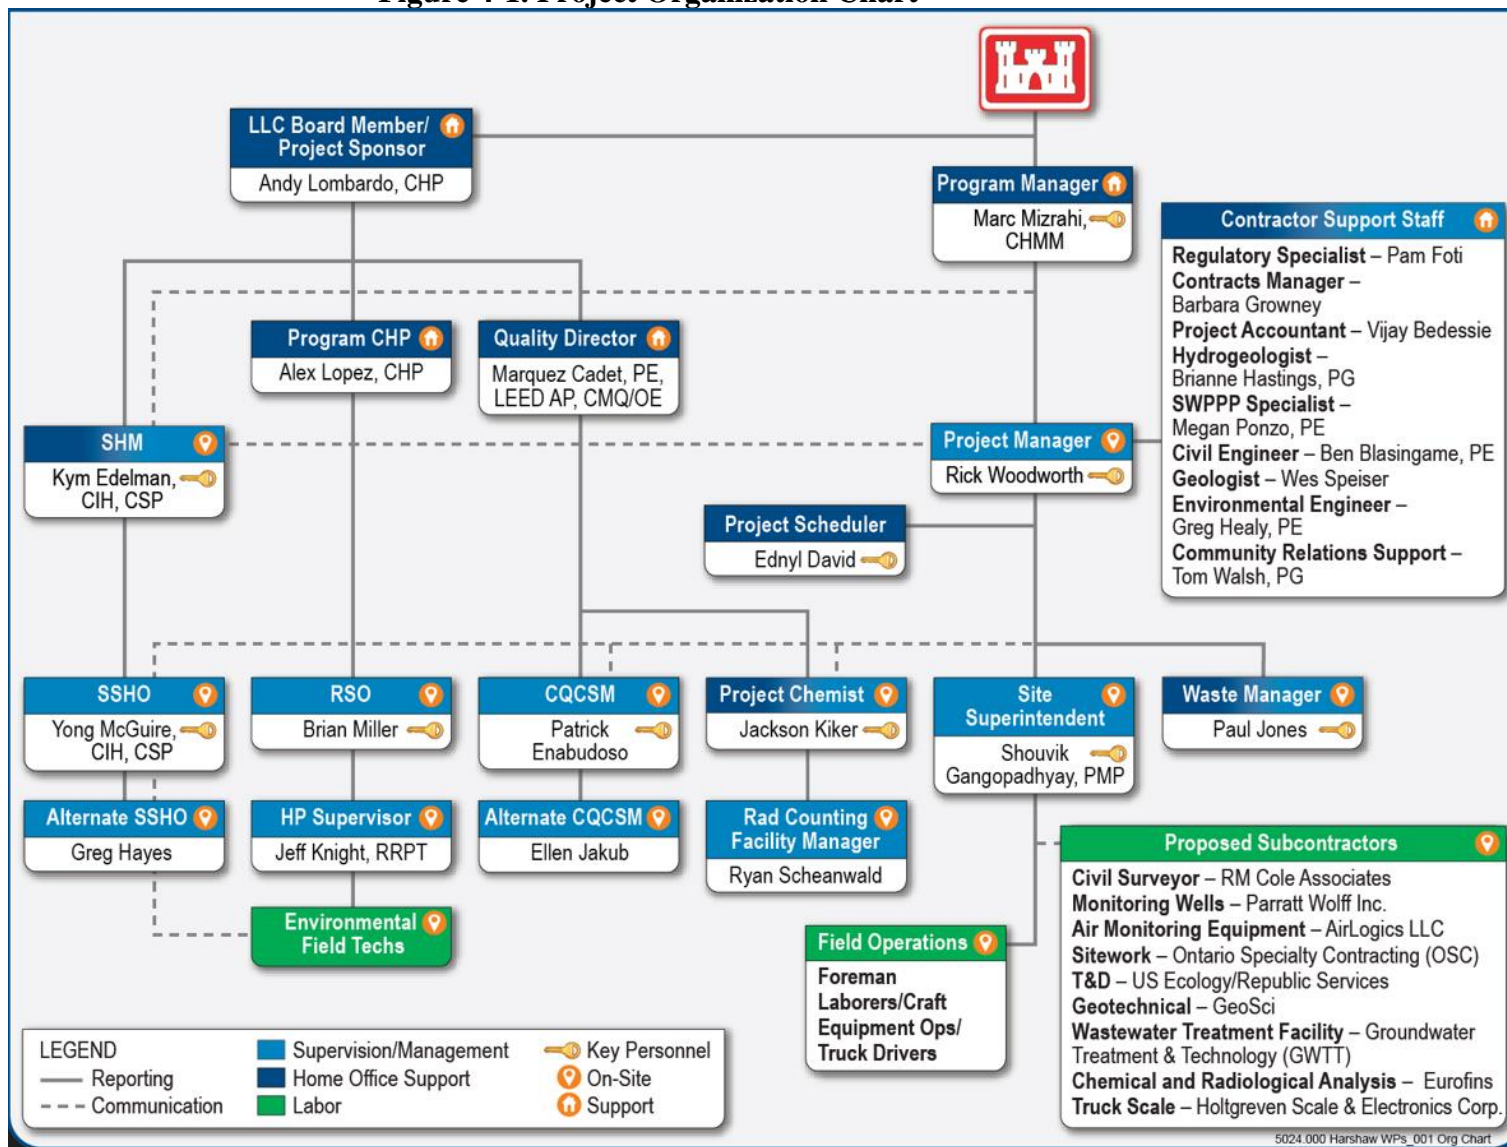 Figure 4-1. Project Organization Chart
LLC Board Member/
Project Sponsor
Andy Lombardo, CHP
Program Manager
Marc Mizrahi,
CHMM
Contractor Support Staff
Regulatory Specialist – Pam Foti
Contracts Manager –
Barbara Growney
Project Accountant – Vijay Bedessie
Hydrogeologist –
Brianne Hastings, PG
SWPPP Specialist –
Megan Ponzo, PE
Civil Engineer – Ben Blasingame, PE
Geologist – Wes Speiser
Environmental Engineer –
Greg Healy, PE
Community Relations Support –
Tom Walsh, PG
Program CHP
Alex Lopez, CHP
Quality Director
Marquez Cadet, PE,
LEED AP, CMQ/OE
SHM
Kym Edelman,
CIH, CSP
Project Manager
Rick Woodworth
Project Scheduler
Ednyl David
SSHO
Yong McGuire,
CIH, CSP
RSO
Brian Miller
CQCSM
Patrick
Enabudoso
Project Chemist
Jackson Kiker
Site
Superintendent
Shouvik
Gangopadhyay, PMP
Waste Manager
Paul Jones
Alternate SSHO
Greg Hayes
HP Supervisor
Jeff Knight, RRPT
Alternate CQCSM
Ellen Jakub
Rad Counting
Facility Manager
Ryan Scheanwald
Environmental
Field Techs
Field Operations
Foreman
Laborers/Craft
Equipment Ops/
Truck Drivers
Proposed Subcontractors
Civil Surveyor – RM Cole Associates
Monitoring Wells – Parratt Wolff Inc.
Air Monitoring Equipment – AirLogics LLC
Sitework – Ontario Specialty Contracting (OSC)
T&D – US Ecology/Republic Services
Geotechnical – GeoSci
Wastewater Treatment Facility – Groundwater
Treatment & Technology (GWTT)
Chemical and Radiological Analysis – Eurofins
Truck Scale – Holtgreven Scale & Electronics Corp.
LEGEND
Reporting
Communication
Supervision/Management
Home Office Support
Labor
Key Personnel
On-Site
Support
5024.000 Harshaw WPs_001 Org Chart